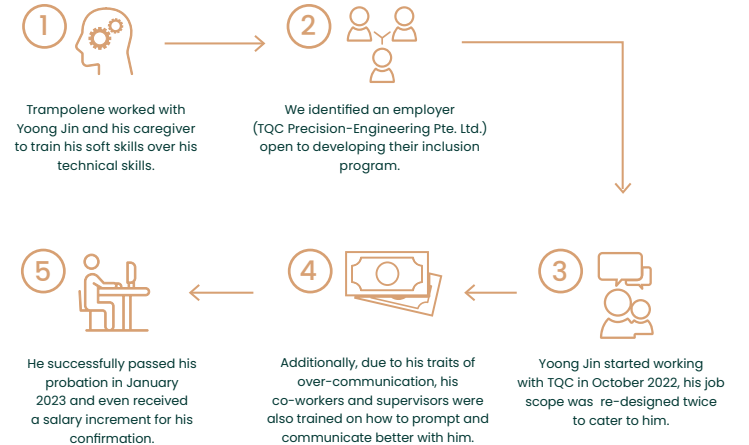 1
Trampolene worked with
Yoong Jin and his caregiver
to train his soft skills over his
technical skills.
2
We identified an employer
(TQC Precision-Engineering Pte. Ltd.)
open to developing their inclusion
program.
3
Yoong Jin started working
with TQC in October 2022, his job
scope was re-designed twice
to cater to him.
4
Additionally, due to his traits of
over-communication, his
co-workers and supervisors were
also trained on how to prompt and
communicate better with him.
5
He successfully passed his
probation in January
2023 and even received
a salary increment for his
confirmation.